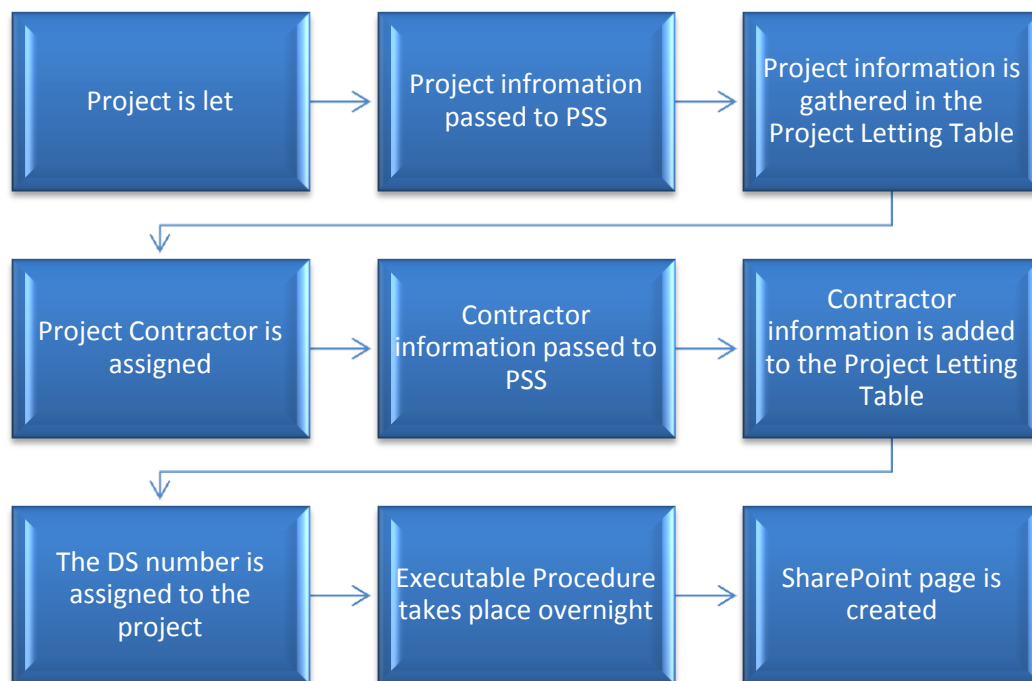 Project is let
Project infromation
passed to PSS
Project information is
gathered in the
Project Letting Table
Project Contractor is
assigned
Contractor
information passed to
PSS
Contractor
information is added
to the Project Letting
Table
The DS number is
assigned to the
project
Executable Procedure
takes place overnight
SharePoint page is
created